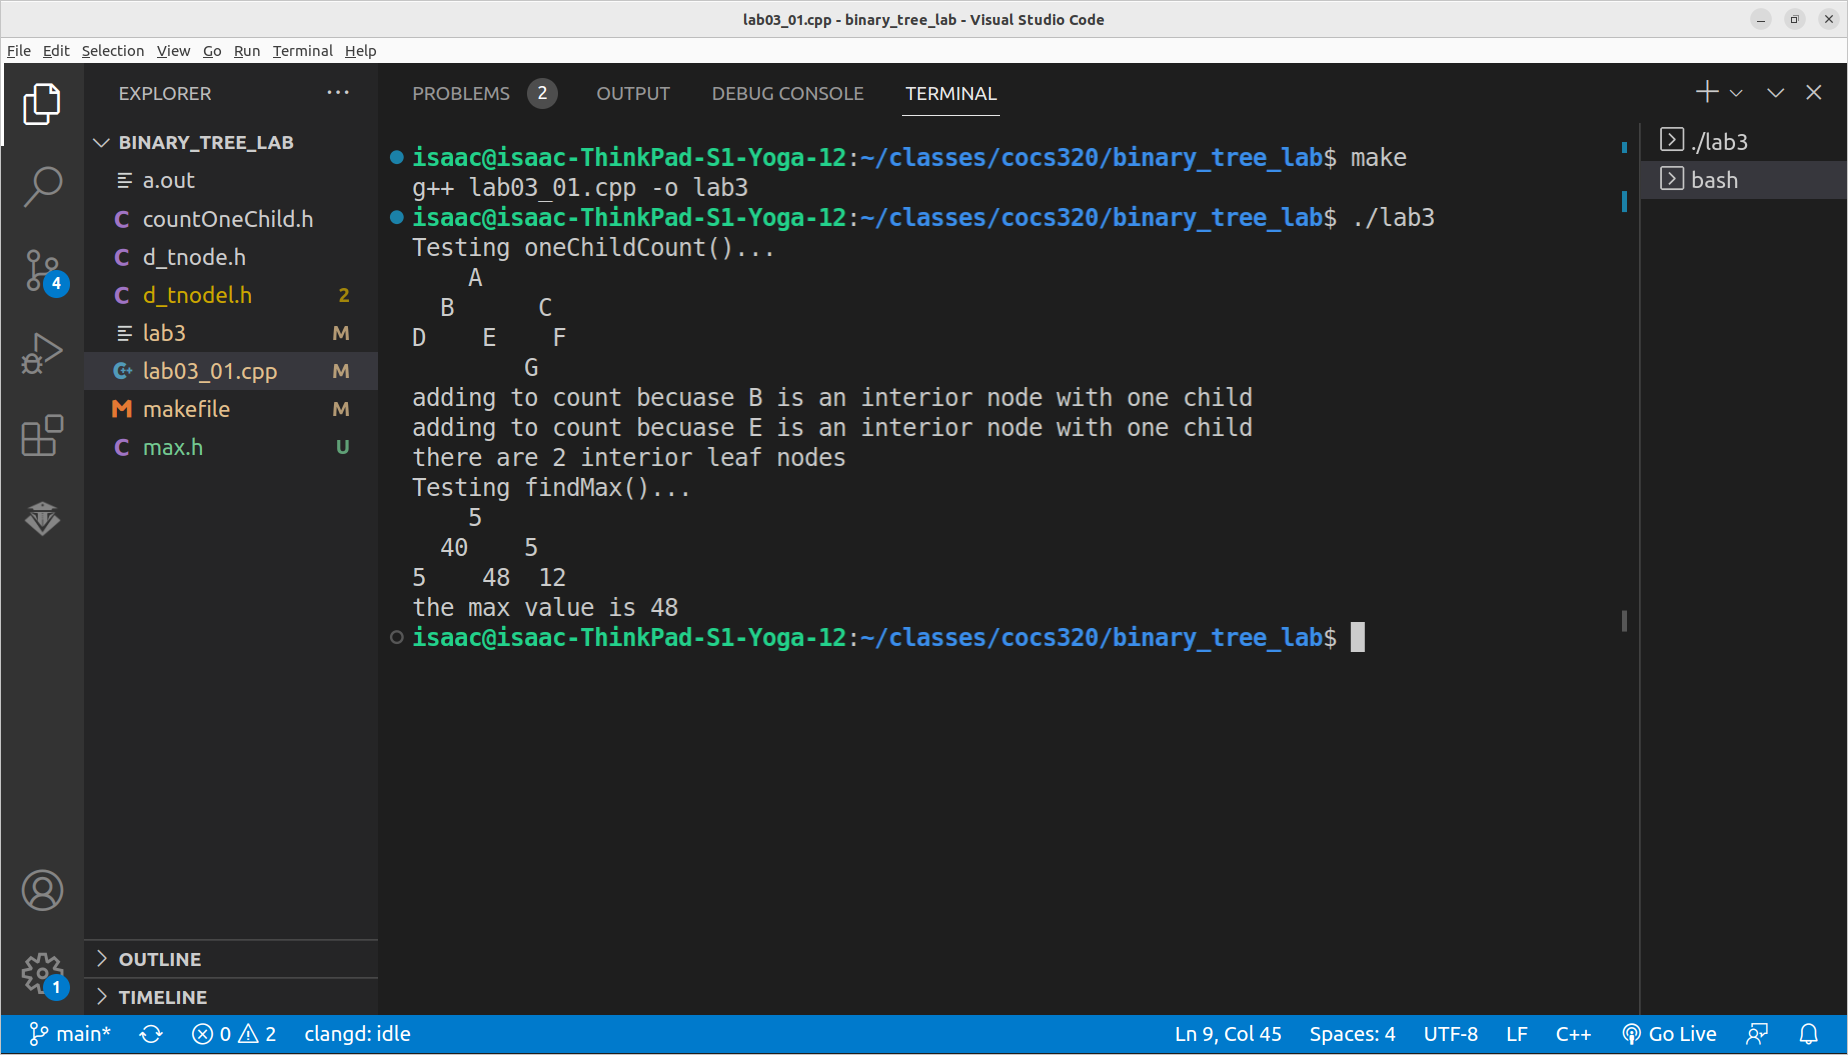 lab03_01.cpp - binary_tree_lab - Visual Studio Code
File Edit Selection View Go Run Terminal Help
EXPLORER
BINARY_TREE_LAB
a.out
countOneChild.h
d_tnode.h
d_tnodel.h 2
lab3 M
lab03_01.cpp M
makefile M
max.h U
OUTLINE
TIMELINE
4
1
PROBLEMS 2 OUTPUT DEBUG CONSOLE TERMINAL
isaac@isaac-ThinkPad-S1-Yoga-12:~/classes/cocs320/binary_tree_lab$ make
g++ lab03_01.cpp -o lab3
isaac@isaac-ThinkPad-S1-Yoga-12:~/classes/cocs320/binary_tree_lab$ ./lab3
Testing oneChildCount()...
    A
  B      C
D    E    F
        G
adding to count becuase B is an interior node with one child
adding to count becuase E is an interior node with one child
there are 2 interior leaf nodes
Testing findMax()...
    5
  40    5
5    48  12
the max value is 48
isaac@isaac-ThinkPad-S1-Yoga-12:~/classes/cocs320/binary_tree_lab$
./lab3
bash
main* 0 2 clangd: idle Ln 9, Col 45 Spaces: 4 UTF-8 LF C++ Go Live